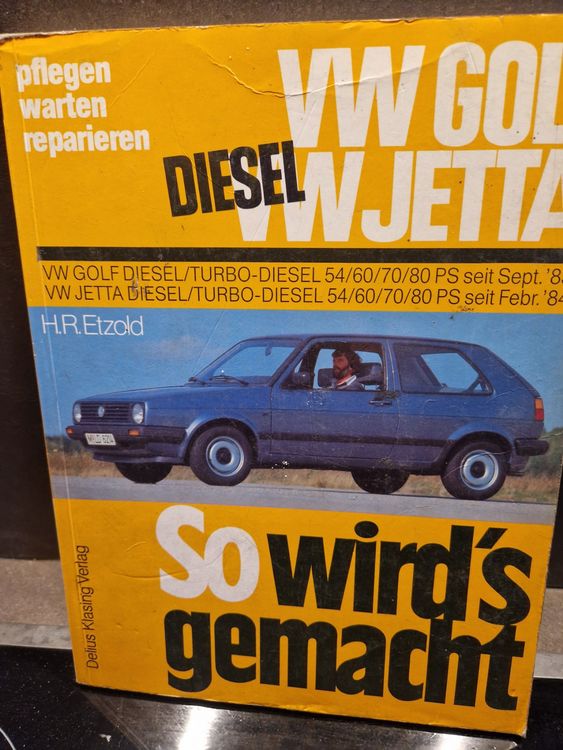 pflegen
warten
reparieren
VW GOL
DIESEL
VW JETTA
VW GOLF DIESEL/TURBO-DIESEL 54/60/70/80 PS seit Sept. '8
VW JETTA DIESEL/TURBO-DIESEL 54/60/70/80 PS seit Febr. '84
H.R. Etzold
So wird's
gemacht
Delius Klasing Verlag